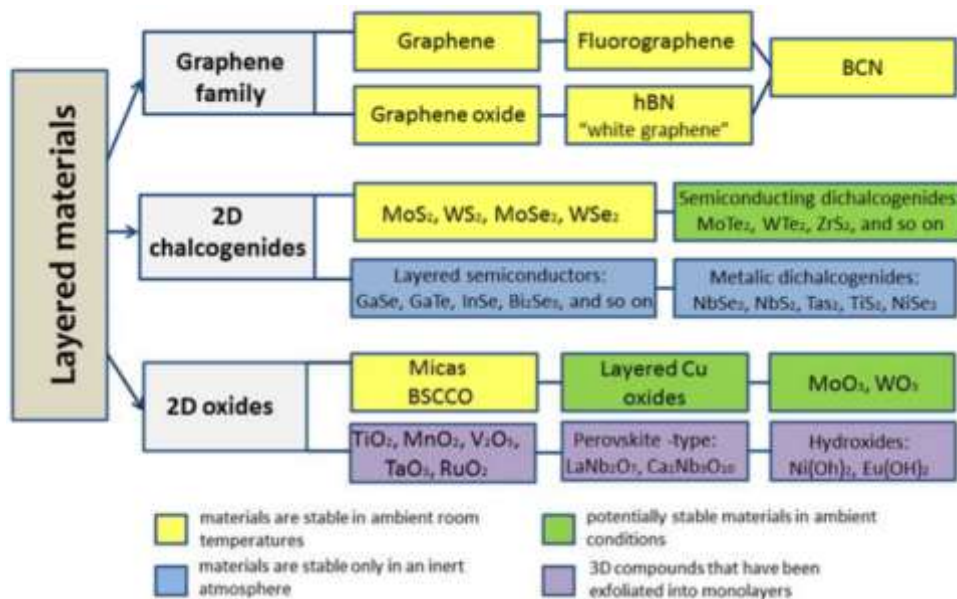 Layered materials
Graphene
family
Graphene
Fluorographene
BCN
Graphene oxide
hBN
"white graphene"
2D
chalcogenides
MoS₂, WS₂, MoSe₂, WSe₂
Semiconducting dichalcogenides
MoTe₂, WTe₂, ZrS₂, and so on
Layered semiconductors:
GaSe, GaTe, InSe, Bi₂Se₃, and so on
Metalic dichalcogenides:
NbSe₂, NbS₂, Tas₂, TiS₂, NiSe₂
2D oxides
Micas
BSCCO
Layered Cu
oxides
MoO₃, WO₃
TiO₂, MnO₂, V₂O₅,
TaO₃, RuO₂
Perovskite -type:
LaNb₂O₇, Ca₂Nb₃O₁₀
Hydroxides:
Ni(Oh)₂, Eu(OH)₂
materials are stable in ambient room
temperatures
potentially stable materials in ambient
conditions
materials are stable only in an inert
atmosphere
3D compounds that have been
exfoliated into monolayers